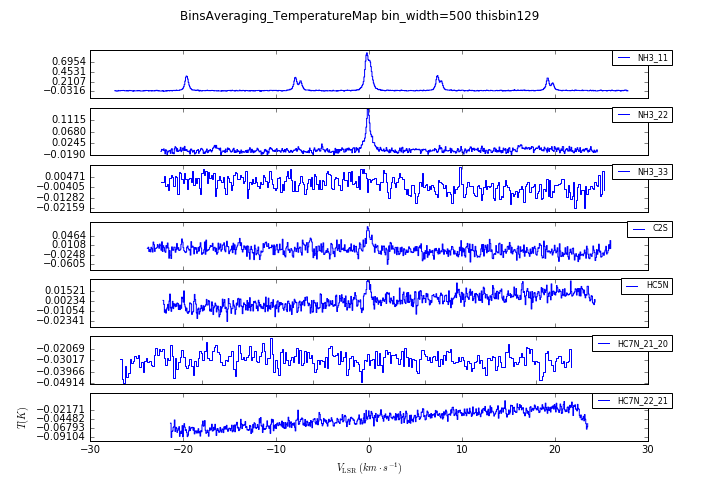 BinsAveraging_TemperatureMap bin_width=500 thisbin129
NH3_11
0.6954
0.4531
0.2107
−0.0316
NH3_22
0.1115
0.0680
0.0245
−0.0190
NH3_33
0.00471
−0.00405
−0.01282
−0.02159
C2S
0.0464
0.0108
−0.0248
−0.0605
HC5N
0.01521
0.00234
−0.01054
−0.02341
HC7N_21_20
−0.02069
−0.03017
−0.03966
−0.04914
HC7N_22_21
−0.02171
−0.04482
−0.06793
−0.09104
T(K)
−30 −20 −10 0 10 20 30
V_LSR (km · s⁻¹)